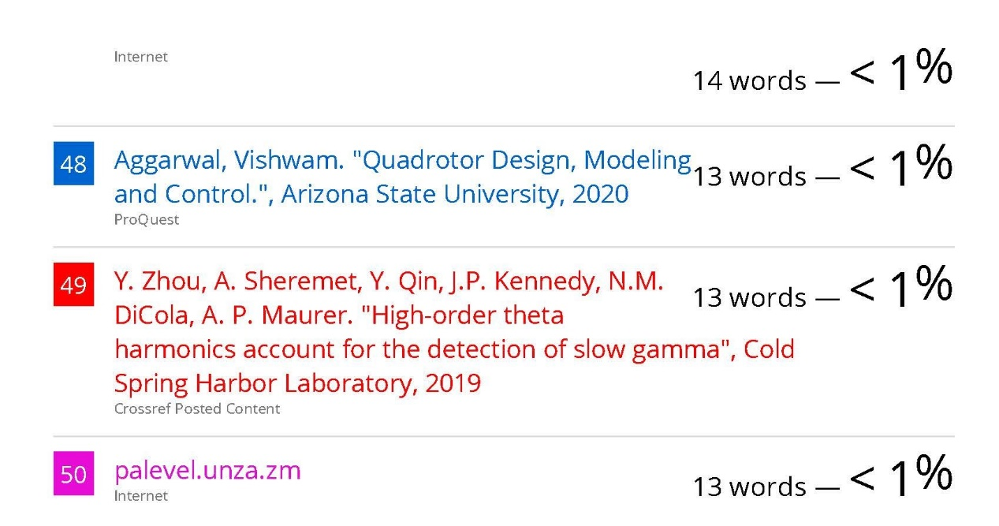 Internet
14 words — < 1%
48 Aggarwal, Vishwam. "Quadrotor Design, Modeling 13 words — < 1%
and Control.", Arizona State University, 2020
ProQuest
49 Y. Zhou, A. Sheremet, Y. Qin, J.P. Kennedy, N.M. 13 words — < 1%
DiCola, A. P. Maurer. "High-order theta
harmonics account for the detection of slow gamma", Cold
Spring Harbor Laboratory, 2019
Crossref Posted Content
50 palevel.unza.zm 13 words — < 1%
Internet